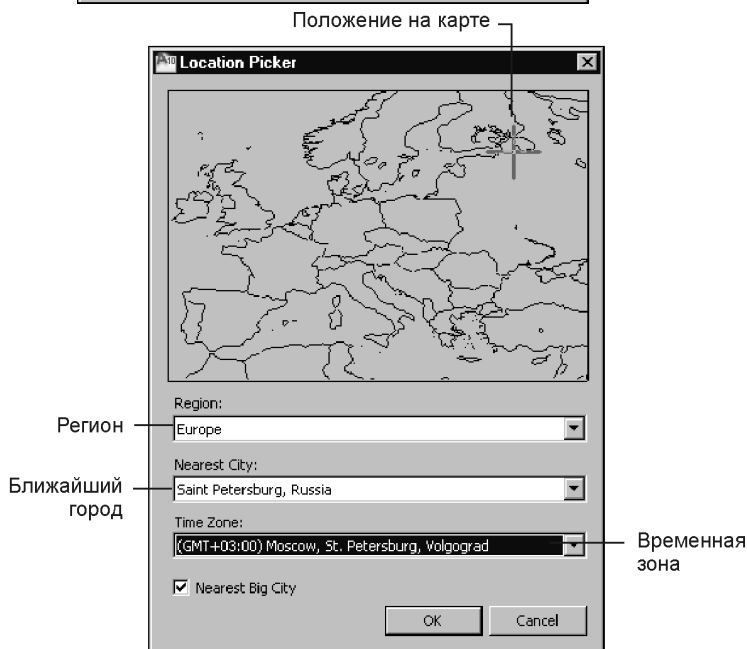 Положение на карте
Location Picker
Region:
Регион
Europe
Nearest City:
Ближайший город
Saint Petersburg, Russia
Time Zone:
(GMT+03:00) Moscow, St. Petersburg, Volgograd
Временная зона
Nearest Big City
OK
Cancel